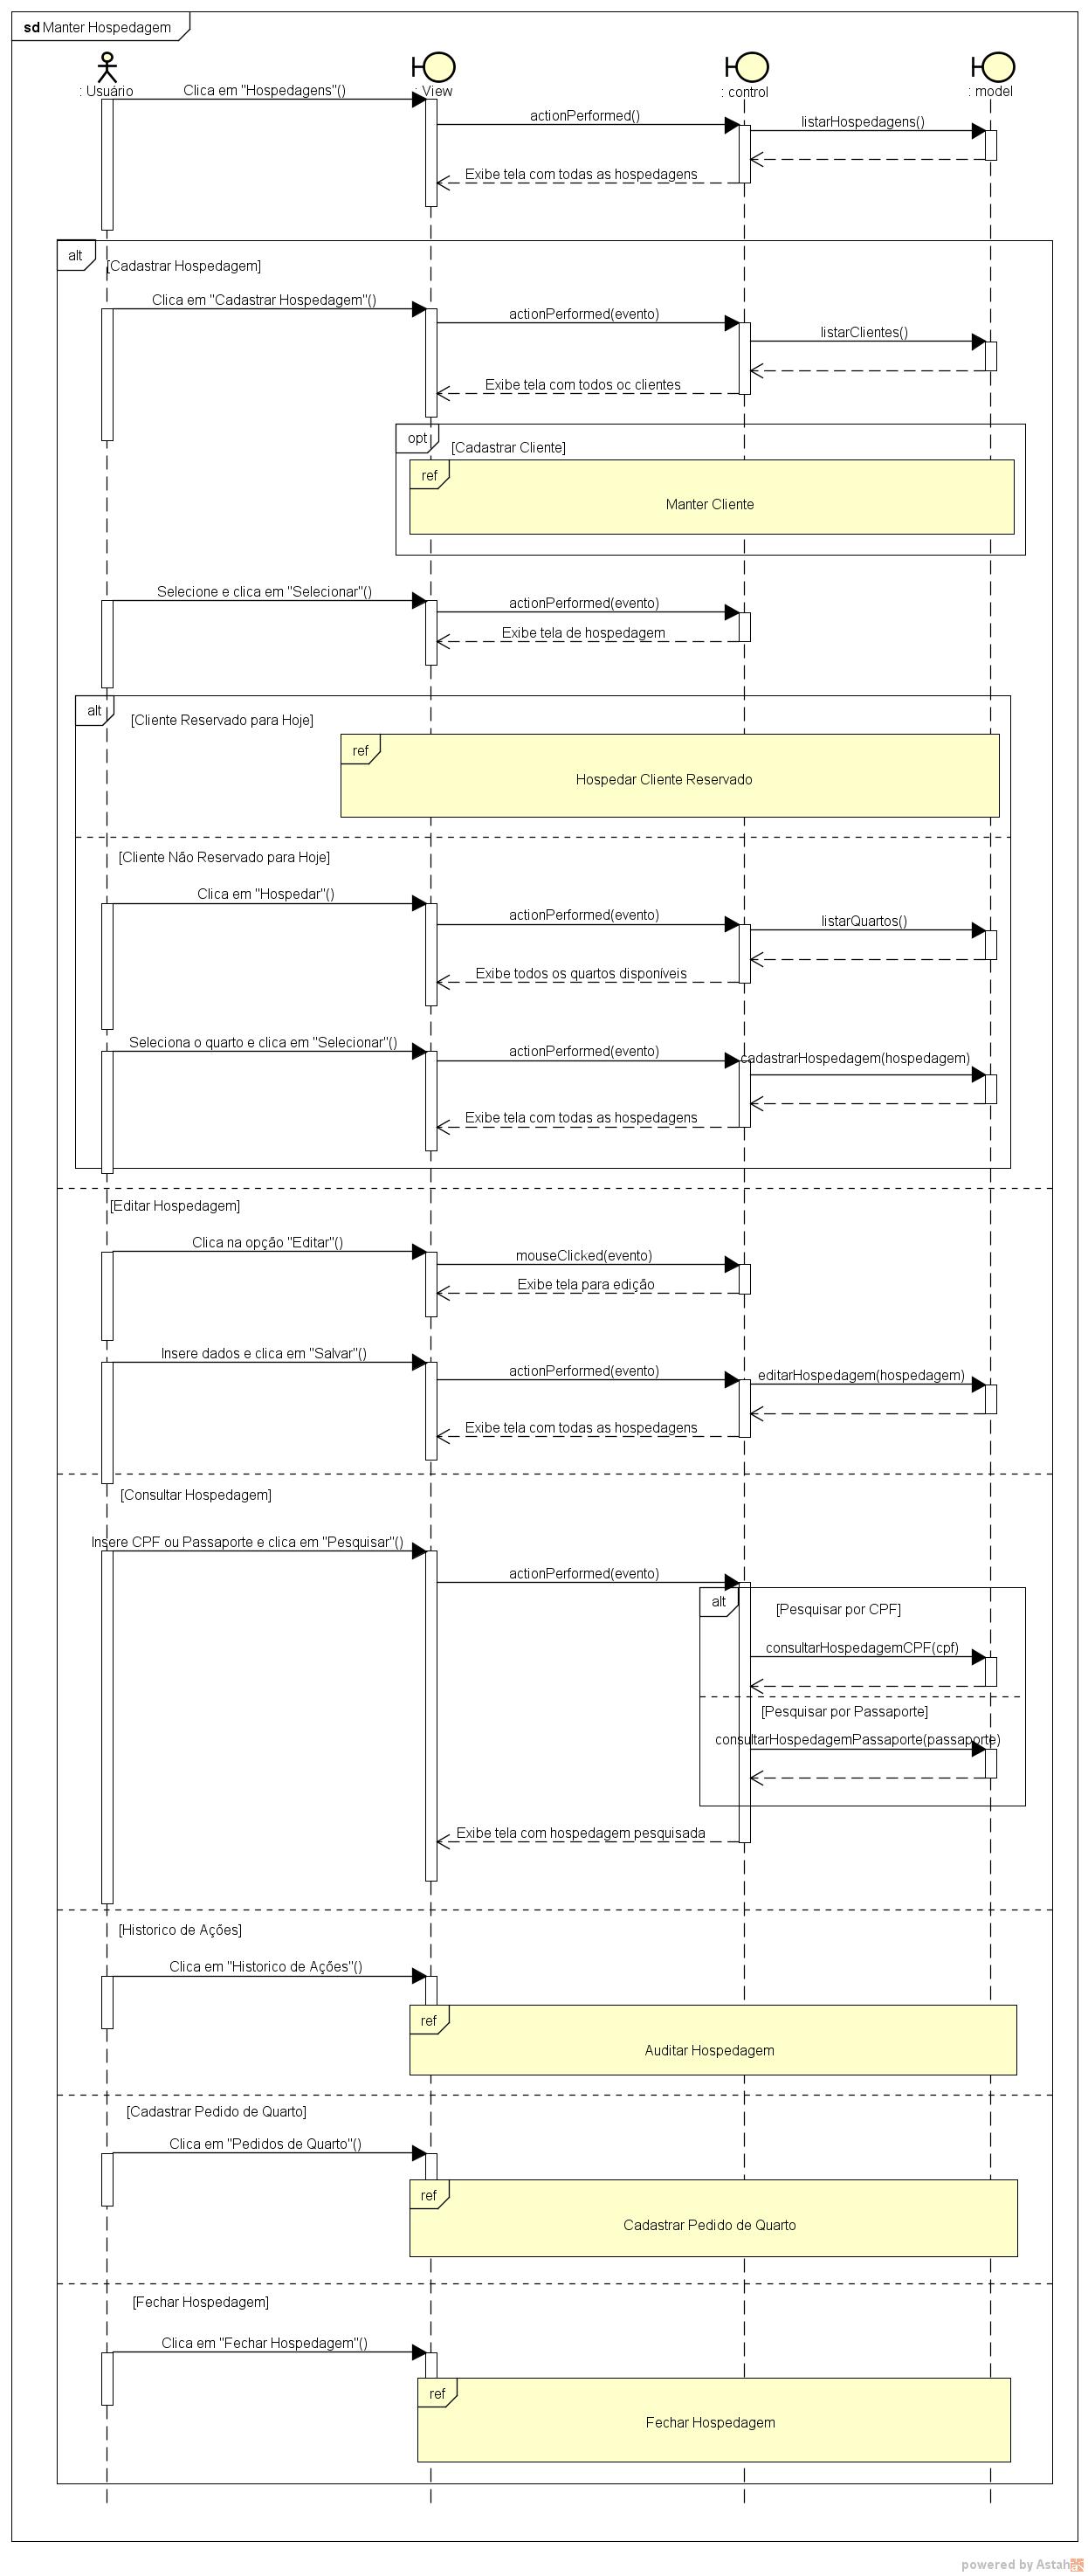 sd Manter Hospedagem
: Usuário
: View
: control
: model
Clica em "Hospedagens"()
actionPerformed()
listarHospedagens()
Exibe tela com todas as hospedagens
alt
[Cadastrar Hospedagem]
Clica em "Cadastrar Hospedagem"()
actionPerformed(evento)
listarClientes()
Exibe tela com todos oc clientes
opt
[Cadastrar Cliente]
ref
Manter Cliente
Selecione e clica em "Selecionar"()
actionPerformed(evento)
Exibe tela de hospedagem
alt
[Cliente Reservado para Hoje]
ref
Hospedar Cliente Reservado
[Cliente Não Reservado para Hoje]
Clica em "Hospedar"()
actionPerformed(evento)
listarQuartos()
Exibe todos os quartos disponíveis
Seleciona o quarto e clica em "Selecionar"()
actionPerformed(evento)
cadastrarHospedagem(hospedagem)
Exibe tela com todas as hospedagens
[Editar Hospedagem]
Clica na opção "Editar"()
mouseClicked(evento)
Exibe tela para edição
Insere dados e clica em "Salvar"()
actionPerformed(evento)
editarHospedagem(hospedagem)
Exibe tela com todas as hospedagens
[Consultar Hospedagem]
Insere CPF ou Passaporte e clica em "Pesquisar"()
actionPerformed(evento)
alt
[Pesquisar por CPF]
consultarHospedagemCPF(cpf)
[Pesquisar por Passaporte]
consultarHospedagemPassaporte(passaporte)
Exibe tela com hospedagem pesquisada
[Historico de Ações]
Clica em "Historico de Ações"()
ref
Auditar Hospedagem
[Cadastrar Pedido de Quarto]
Clica em "Pedidos de Quarto"()
ref
Cadastrar Pedido de Quarto
[Fechar Hospedagem]
Clica em "Fechar Hospedagem"()
ref
Fechar Hospedagem
powered by Astah